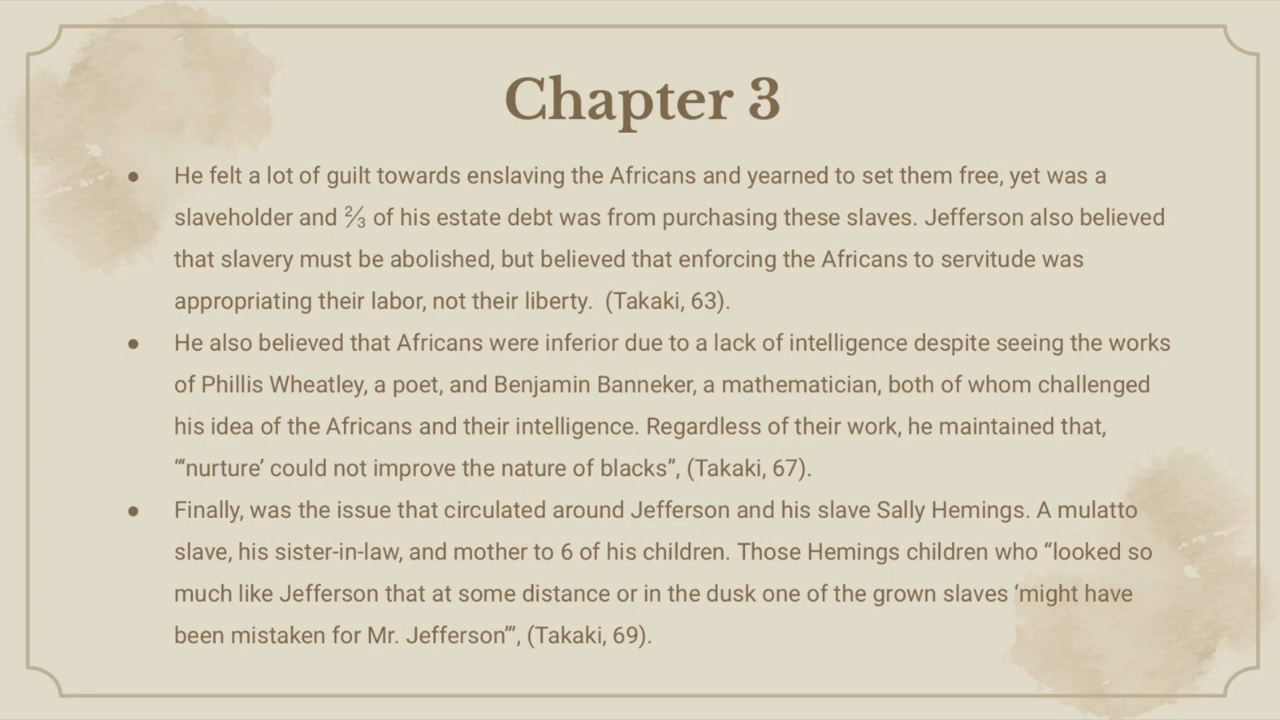 Chapter 3
● He felt a lot of guilt towards enslaving the Africans and yearned to set them free, yet was a
slaveholder and ⅔ of his estate debt was from purchasing these slaves. Jefferson also believed
that slavery must be abolished, but believed that enforcing the Africans to servitude was
appropriating their labor, not their liberty.  (Takaki, 63).
● He also believed that Africans were inferior due to a lack of intelligence despite seeing the works
of Phillis Wheatley, a poet, and Benjamin Banneker, a mathematician, both of whom challenged
his idea of the Africans and their intelligence. Regardless of their work, he maintained that,
“‘nurture’ could not improve the nature of blacks”, (Takaki, 67).
● Finally, was the issue that circulated around Jefferson and his slave Sally Hemings. A mulatto
slave, his sister-in-law, and mother to 6 of his children. Those Hemings children who “looked so
much like Jefferson that at some distance or in the dusk one of the grown slaves ‘might have
been mistaken for Mr. Jefferson’”, (Takaki, 69).